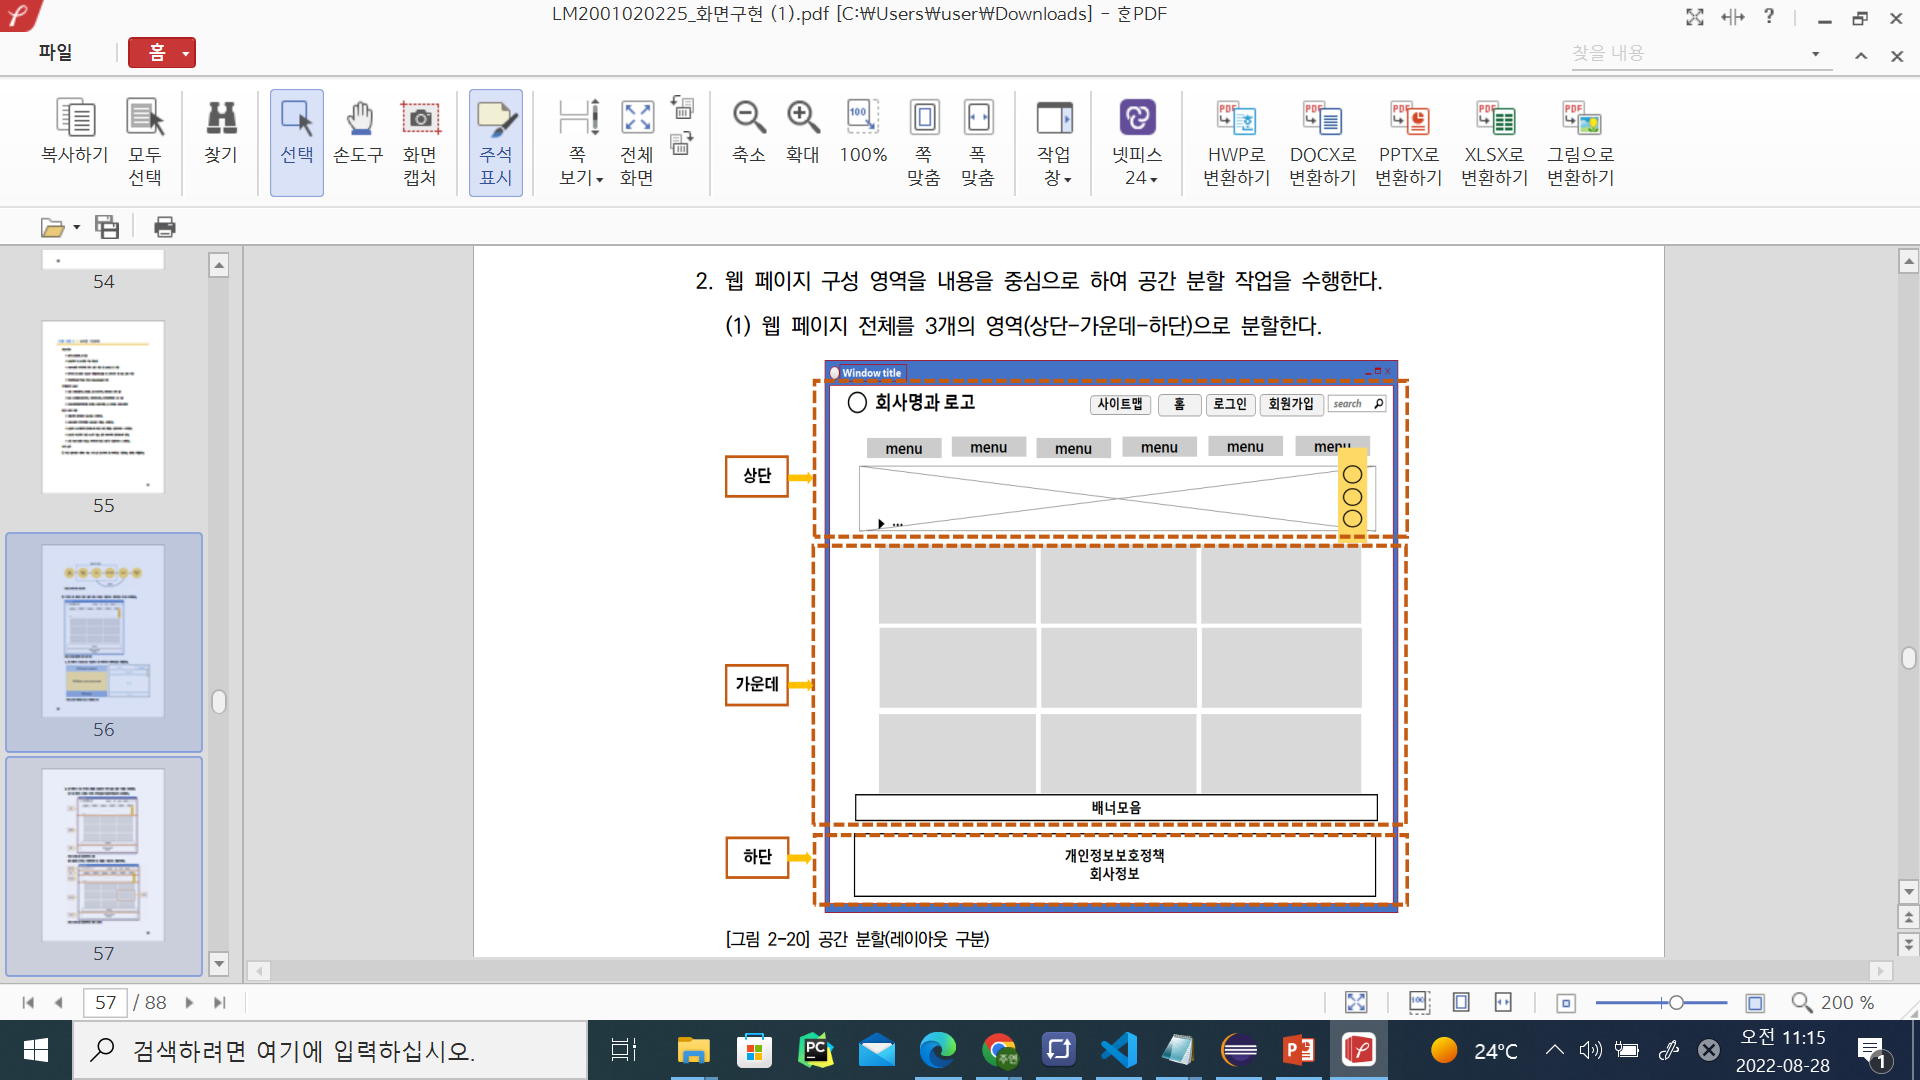 LM2001020225_화면구현 (1).pdf [C:₩Users₩user₩Downloads] - 한PDF
파일
홈
찾을 내용
복사하기
모두 선택
찾기
선택
손도구
화면 캡처
주석 표시
쪽 보기
전체 화면
축소
확대
100%
쪽 맞춤
폭 맞춤
작업 창
넷피스 24
HWP로 변환하기
DOCX로 변환하기
PPTX로 변환하기
XLSX로 변환하기
그림으로 변환하기
54
55
56
57
2. 웹 페이지 구성 영역을 내용을 중심으로 하여 공간 분할 작업을 수행한다.
(1) 웹 페이지 전체를 3개의 영역(상단-가운데-하단)으로 분할한다.
Window title
회사명과 로고
사이트맵
홈
로그인
회원가입
search
menu menu menu menu menu menu
상단
...
가운데
배너모음
하단
개인정보보호정책
회사정보
[그림 2-20] 공간 분할(레이아웃 구분)
57 / 88
200 %
검색하려면 여기에 입력하십시오.
24°C
오전 11:15
2022-08-28
1